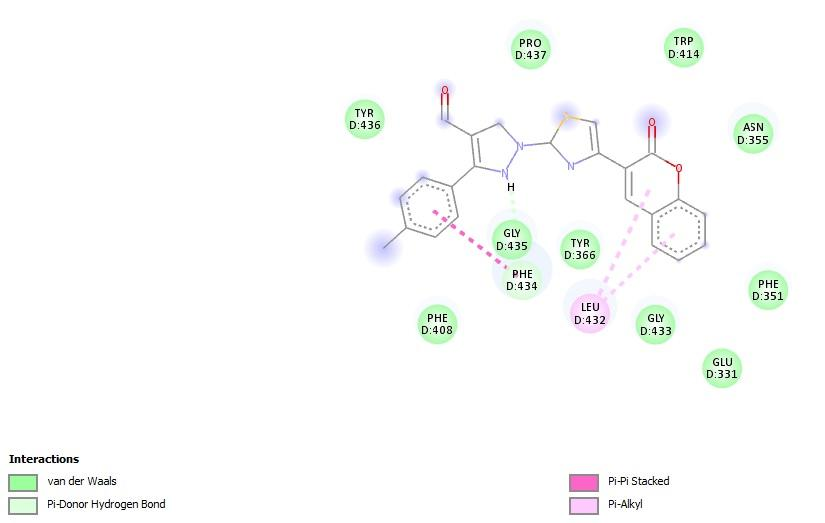 PRO
D:437
TRP
D:414
O
TYR
D:436
S
O
ASN
D:355
N
N
O
N
H
GLY
D:435
TYR
D:366
PHE
D:434
PHE
D:351
LEU
D:432
PHE
D:408
GLY
D:433
GLU
D:331
Interactions
van der Waals
Pi-Donor Hydrogen Bond
Pi-Pi Stacked
Pi-Alkyl